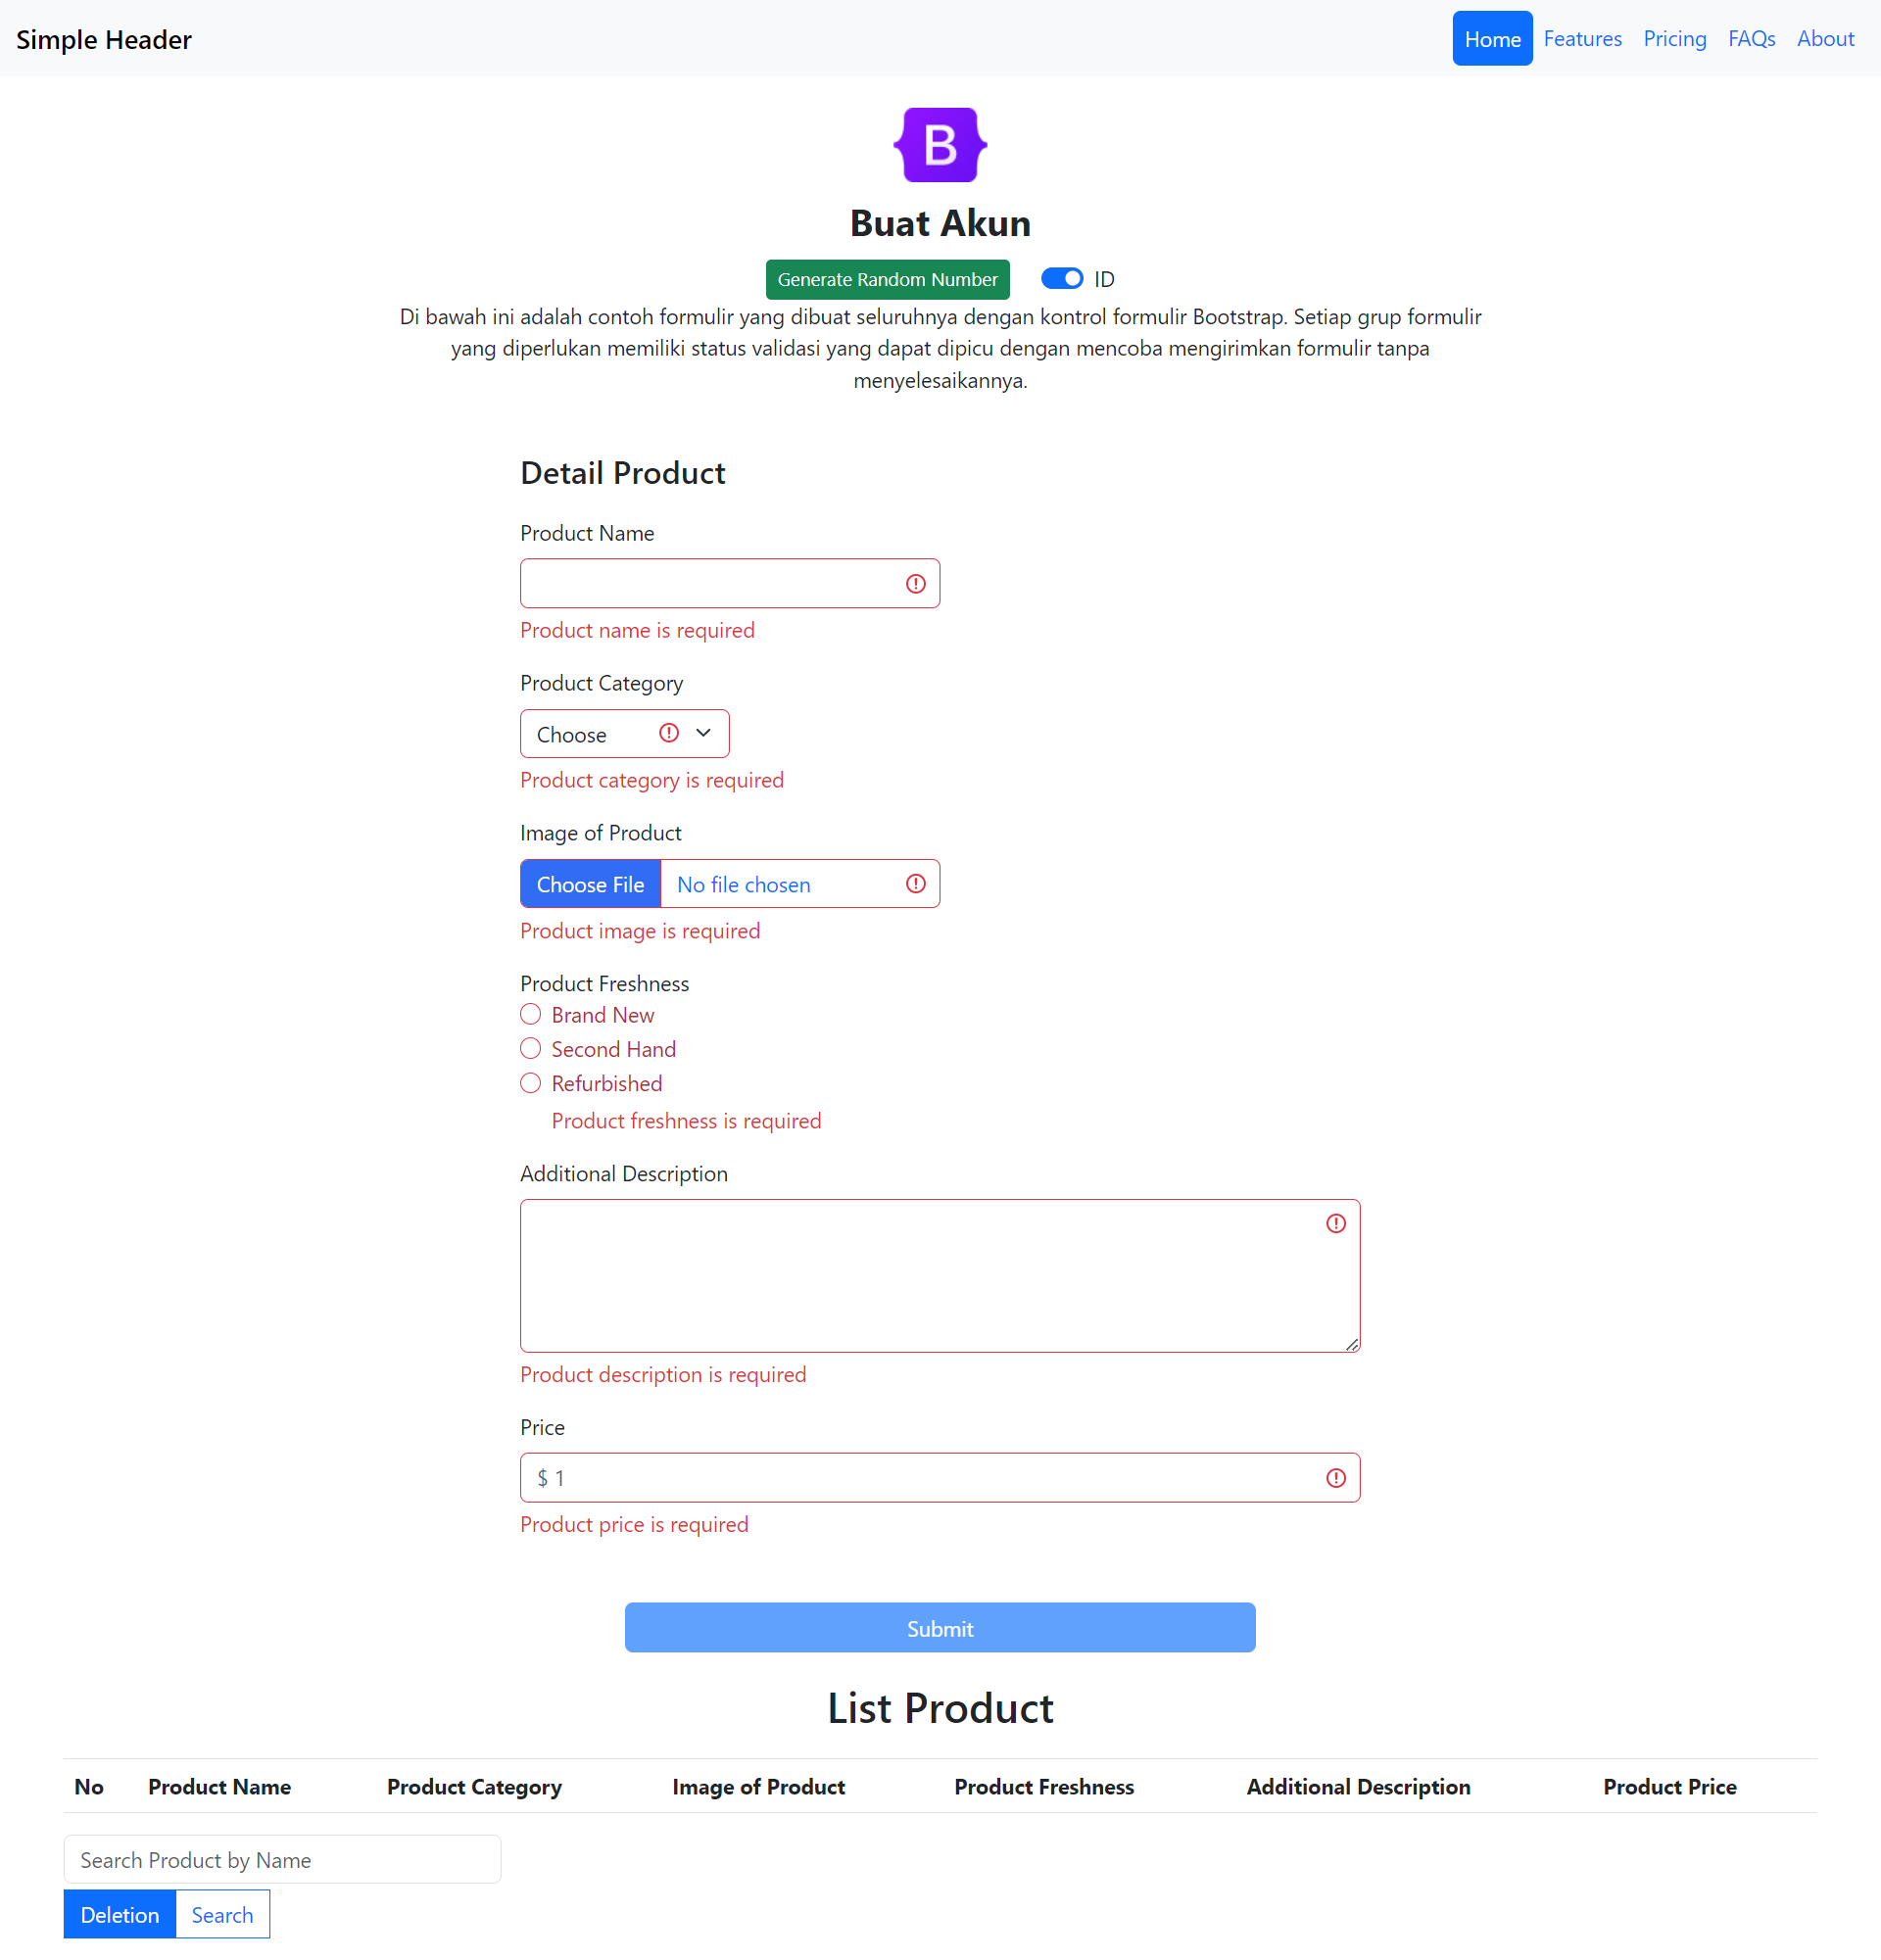 Simple Header
Home Features Pricing FAQs About
B
Buat Akun
Generate Random Number ID
Di bawah ini adalah contoh formulir yang dibuat seluruhnya dengan kontrol formulir Bootstrap. Setiap grup formulir
yang diperlukan memiliki status validasi yang dapat dipicu dengan mencoba mengirimkan formulir tanpa
menyelesaikannya.
Detail Product
Product Name
Product name is required
Product Category
Choose
Product category is required
Image of Product
Choose File No file chosen
Product image is required
Product Freshness
Brand New
Second Hand
Refurbished
Product freshness is required
Additional Description
Product description is required
Price
$ 1
Product price is required
Submit
List Product
No Product Name Product Category Image of Product Product Freshness Additional Description Product Price
Search Product by Name
Deletion Search